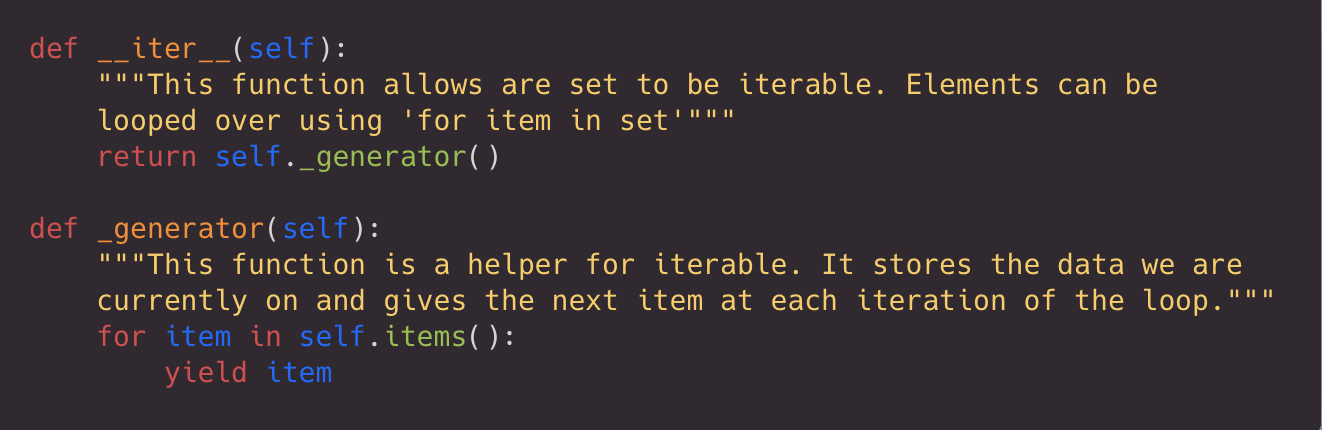 def __iter__(self):
    """This function allows are set to be iterable. Elements can be
    looped over using 'for item in set'"""
    return self._generator()
def _generator(self):
    """This function is a helper for iterable. It stores the data we are
    currently on and gives the next item at each iteration of the loop."""
    for item in self.items():
        yield item